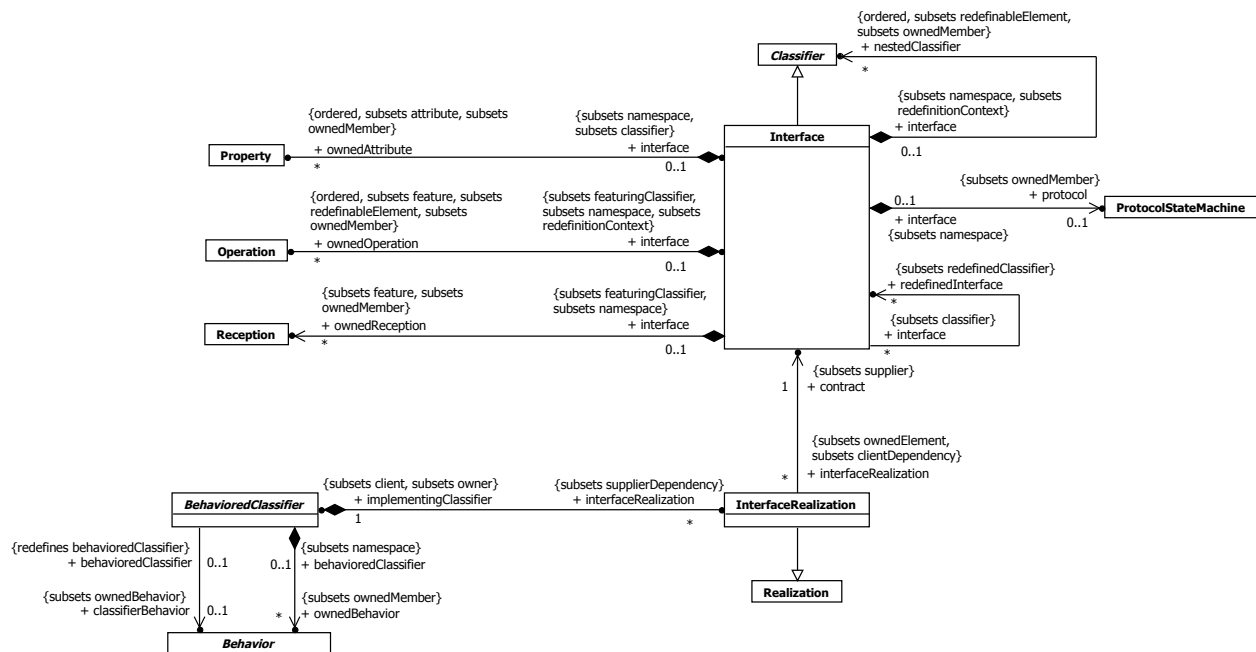 {ordered, subsets redefinableElement,
subsets ownedMember}
+ nestedClassifier
*
Classifier
{subsets namespace, subsets
redefinitionContext}
+ interface
0..1
{ordered, subsets attribute, subsets
ownedMember}
+ ownedAttribute
*
{subsets namespace,
subsets classifier}
+ interface
0..1
Property
Interface
{ordered, subsets feature, subsets
redefinableElement, subsets
ownedMember}
+ ownedOperation
*
{subsets featuringClassifier,
subsets namespace, subsets
redefinitionContext}
+ interface
0..1
Operation
{subsets ownedMember}
+ protocol
0..1
0..1
+ interface
{subsets namespace}
ProtocolStateMachine
{subsets redefinedClassifier}
+ redefinedInterface
*
{subsets classifier}
+ interface
*
{subsets feature, subsets
ownedMember}
+ ownedReception
*
{subsets featuringClassifier,
subsets namespace}
+ interface
0..1
Reception
{subsets supplier}
1
+ contract
{subsets ownedElement,
subsets clientDependency}
+ interfaceRealization
*
{subsets client, subsets owner}
+ implementingClassifier
1
{subsets supplierDependency}
+ interfaceRealization
*
BehavioredClassifier
InterfaceRealization
{redefines behavioredClassifier}
+ behavioredClassifier
0..1
{subsets namespace}
0..1
+ behavioredClassifier
{subsets ownedBehavior}
+ classifierBehavior
0..1
{subsets ownedMember}
*
+ ownedBehavior
Realization
Behavior